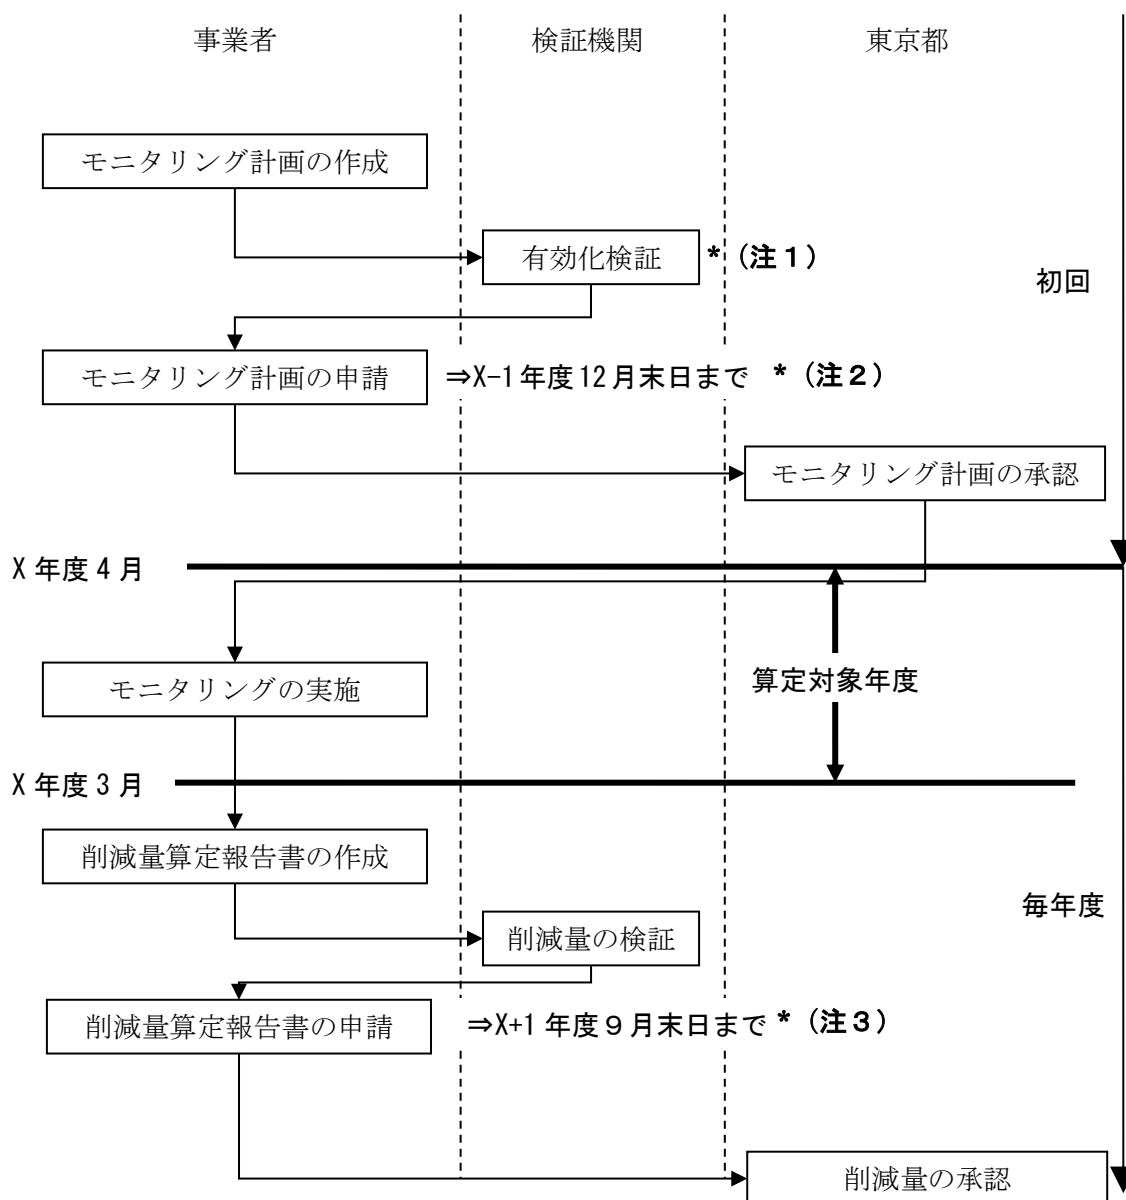 事業者
検証機関
東京都
モニタリング計画の作成
有効化検証
*（注１）
初回
モニタリング計画の申請
⇒X−1年度12月末日まで *（注２）
モニタリング計画の承認
X年度4月
モニタリングの実施
算定対象年度
X年度3月
削減量算定報告書の作成
毎年度
削減量の検証
削減量算定報告書の申請
⇒X+1年度９月末日まで *（注３）
削減量の承認